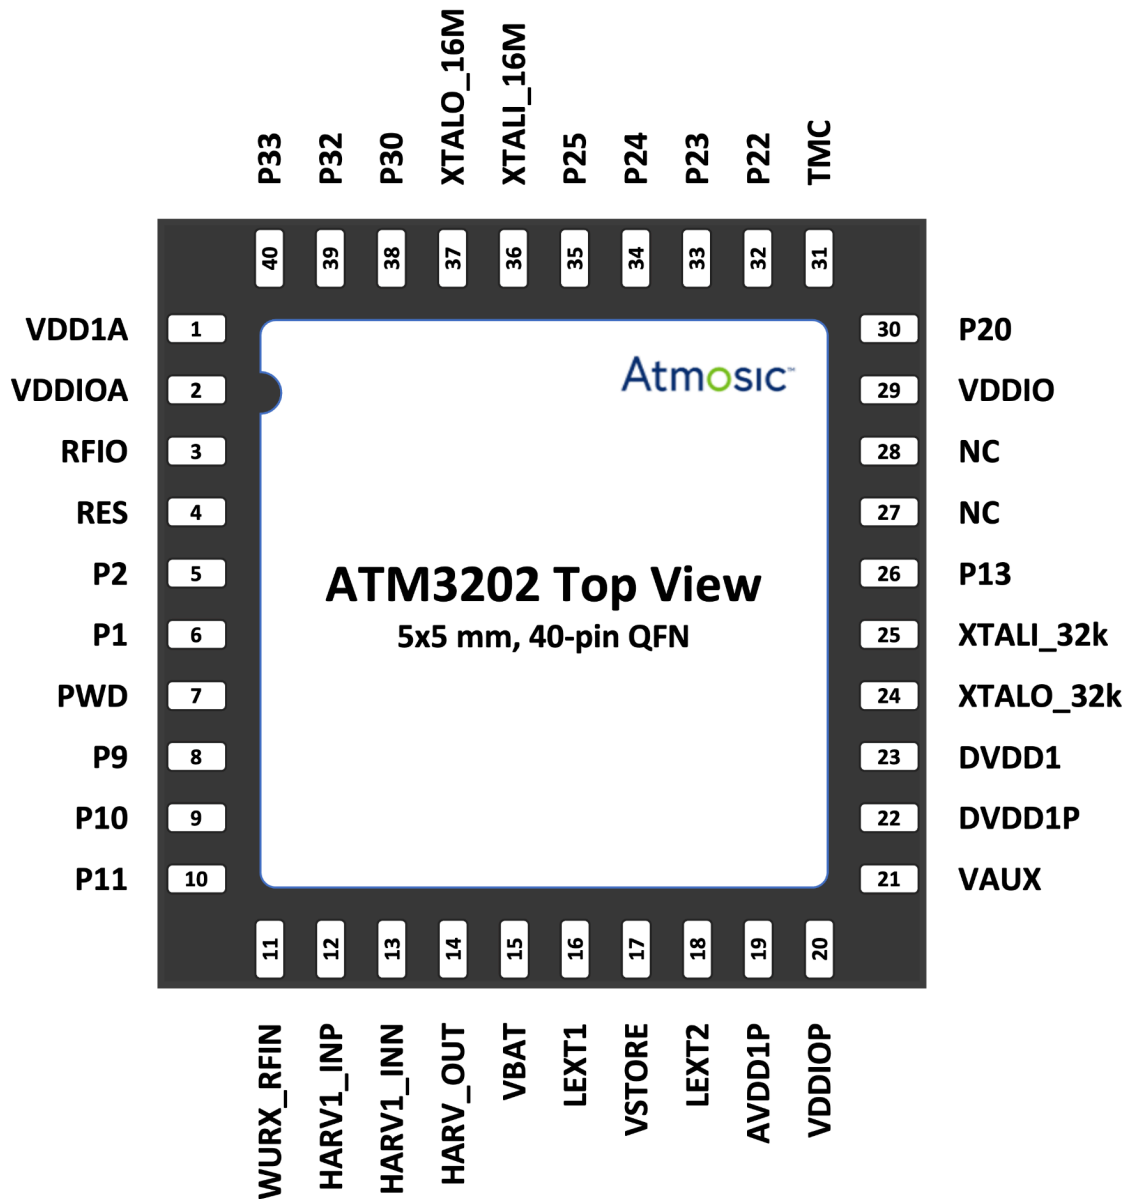 P33 P32 P30 XTALO_16M XTALI_16M P25 P24 P23 P22 TMC
40 39 38 37 36 35 34 33 32 31
VDD1A 1 30 P20
VDDIOA 2 29 VDDIO
RFIO 3 28 NC
RES 4 27 NC
P2 5 26 P13
P1 6 25 XTALI_32k
PWD 7 24 XTALO_32k
P9 8 23 DVDD1
P10 9 22 DVDD1P
P11 10 21 VAUX
Atmosic™
ATM3202 Top View
5x5 mm, 40-pin QFN
11 12 13 14 15 16 17 18 19 20
WURX_RFIN HARV1_INP HARV1_INN HARV_OUT VBAT LEXT1 VSTORE LEXT2 AVDD1P VDDIOP